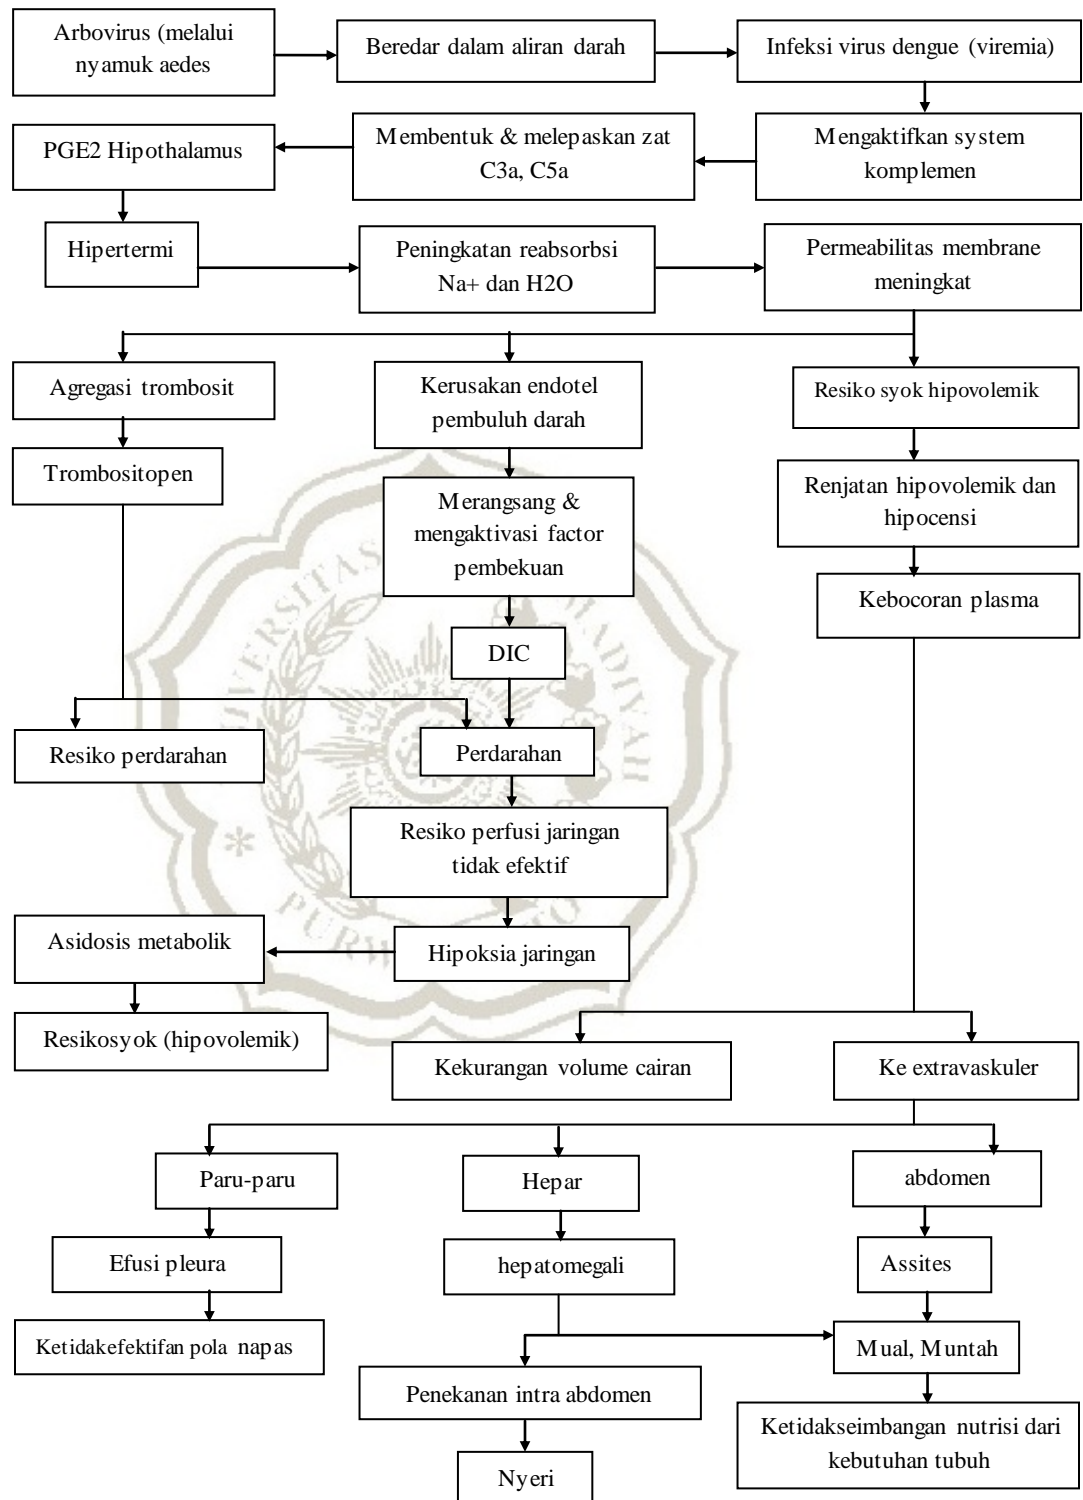 Arbovirus (melalui
nyamuk aedes
Beredar dalam aliran darah
Infeksi virus dengue (viremia)
PGE2 Hipothalamus
Membentuk & melepaskan zat
C3a, C5a
Mengaktifkan system
komplemen
Hipertermi
Peningkatan reabsorbsi
Na+ dan H2O
Permeabilitas membrane
meningkat
Agregasi trombosit
Kerusakan endotel
pembuluh darah
Resiko syok hipovolemik
Trombositopen
Merangsang &
mengaktivasi factor
pembekuan
Renjatan hipovolemik dan
hipocensi
Kebocoran plasma
DIC
Resiko perdarahan
Perdarahan
Resiko perfusi jaringan
tidak efektif
Asidosis metabolik
Hipoksia jaringan
Resikosyok (hipovolemik)
Kekurangan volume cairan
Ke extravaskuler
Paru-paru
Hepar
abdomen
Efusi pleura
hepatomegali
Assites
Ketidakefektifan pola napas
Mual, Muntah
Penekanan intra abdomen
Ketidakseimbangan nutrisi dari
kebutuhan tubuh
Nyeri